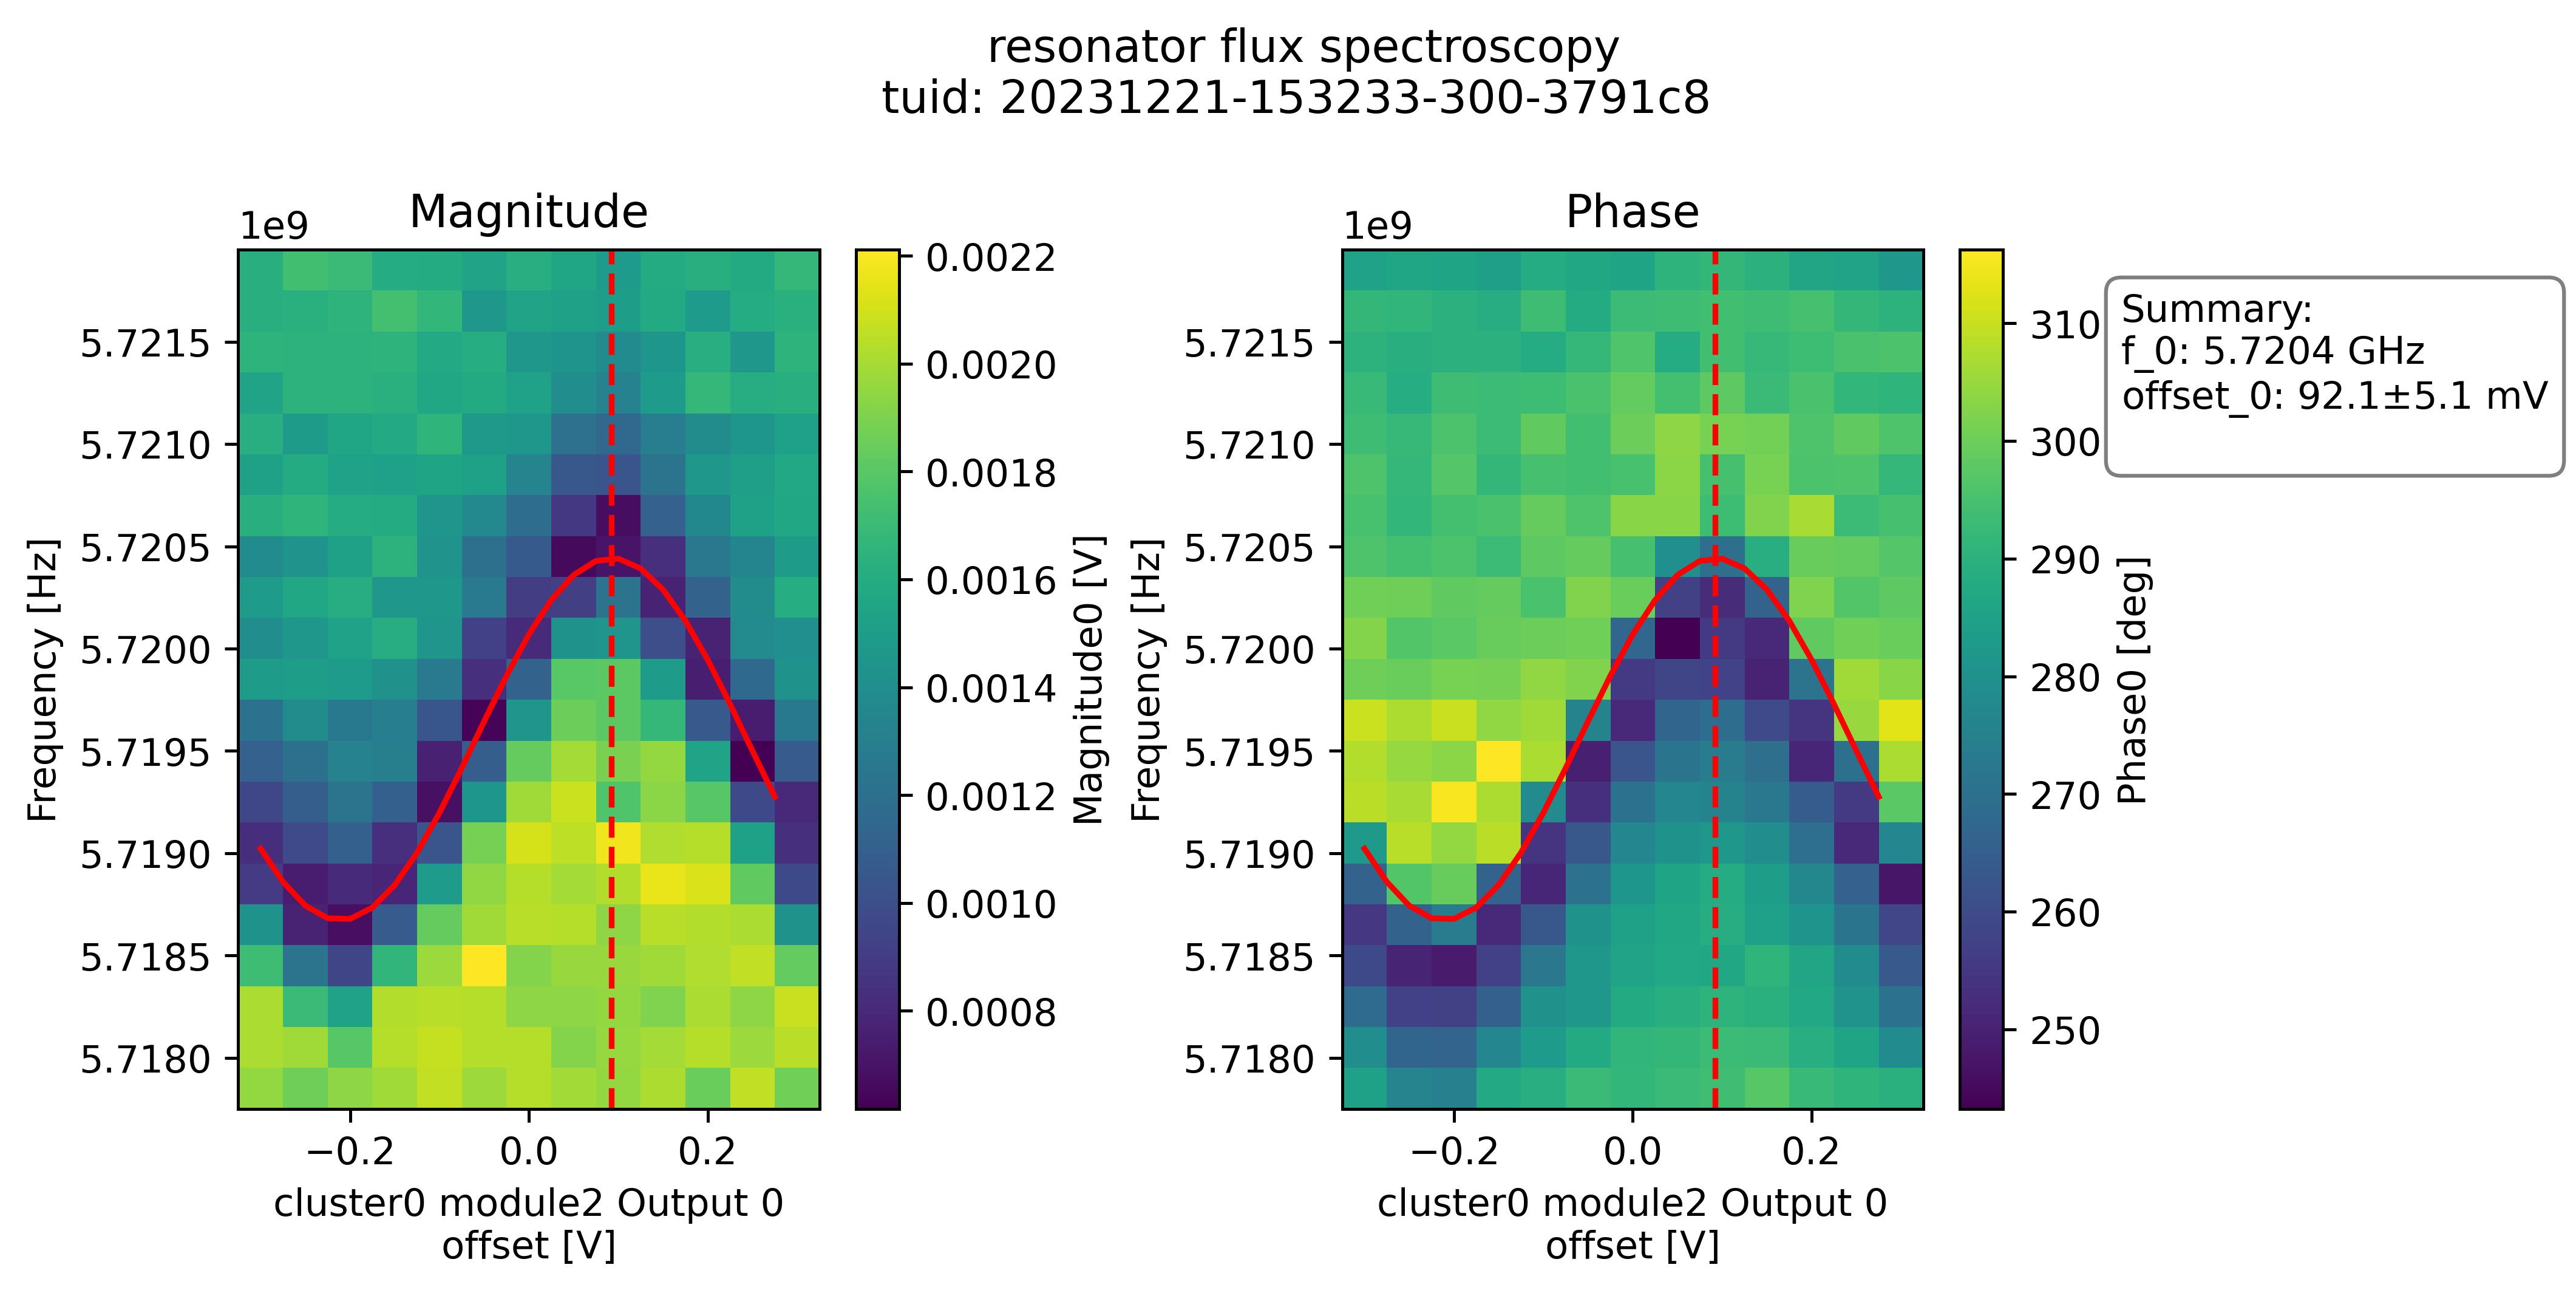 resonator flux spectroscopy
tuid: 20231221-153233-300-3791c8
Magnitude
1e9
5.7215
5.7210
5.7205
5.7200
5.7195
5.7190
5.7185
5.7180
Frequency [Hz]
−0.2
0.0
0.2
cluster0 module2 Output 0
offset [V]
0.0022
0.0020
0.0018
0.0016
0.0014
0.0012
0.0010
0.0008
Magnitude0 [V]
Phase
1e9
5.7215
5.7210
5.7205
5.7200
5.7195
5.7190
5.7185
5.7180
Frequency [Hz]
−0.2
0.0
0.2
cluster0 module2 Output 0
offset [V]
310
300
290
280
270
260
250
Phase0 [deg]
Summary:
f_0: 5.7204 GHz
offset_0: 92.1±5.1 mV